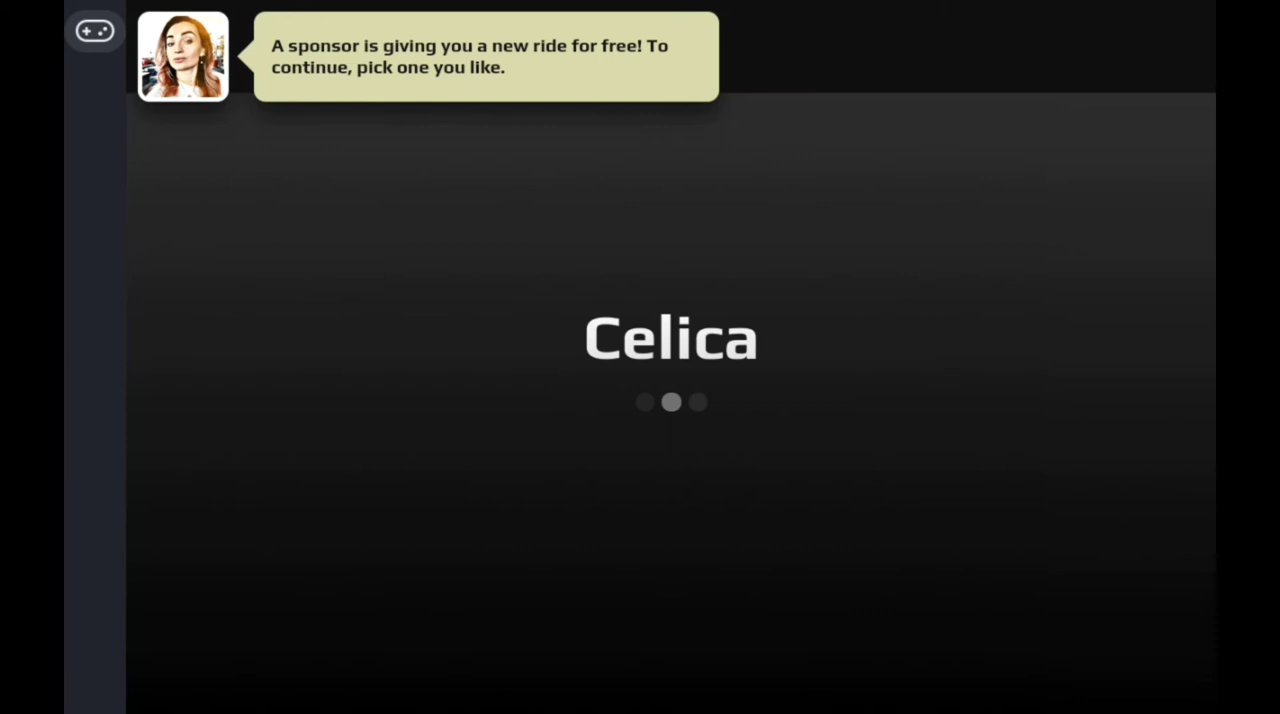 A sponsor is giving you a new ride for free! To
continue, pick one you like.
Celica